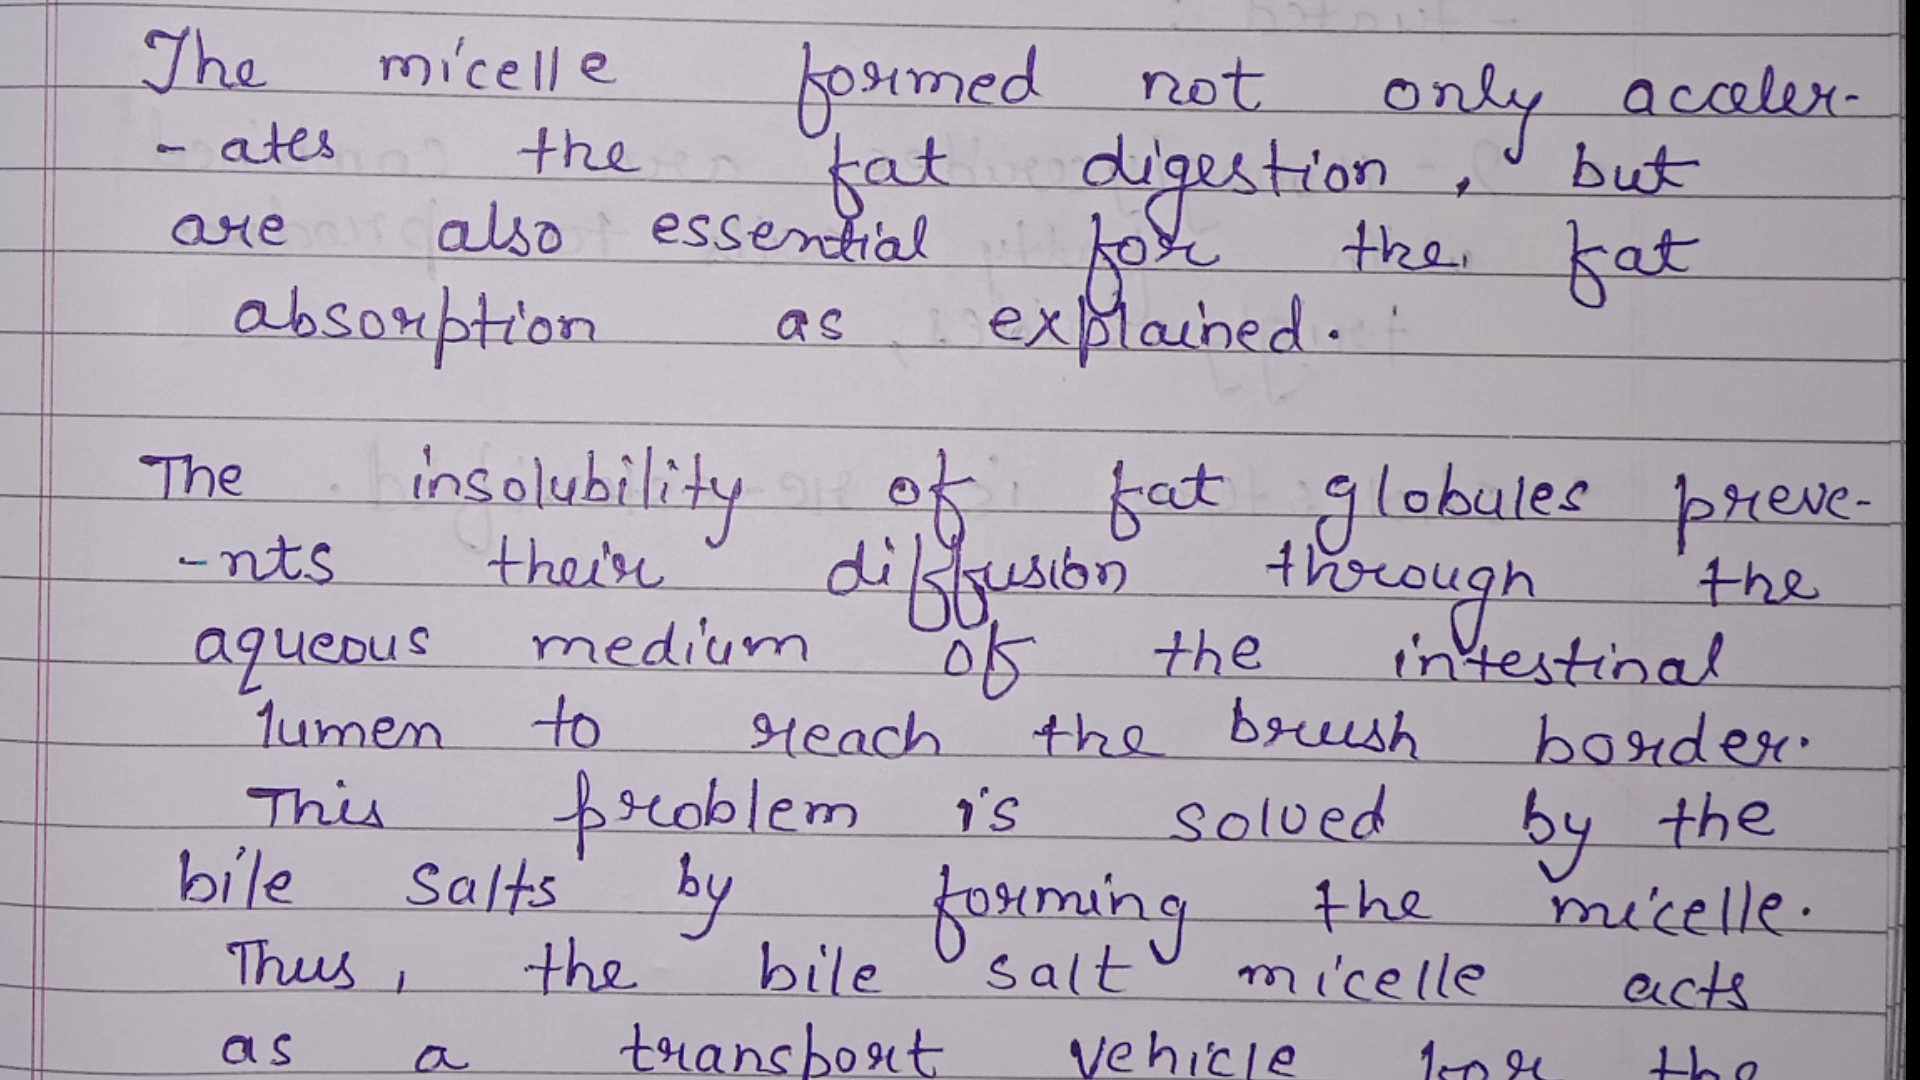 The micelle formed not only acceler-
- ates the fat digestion, but
are also essential for the fat
absorption as explained.
The insolubility of fat globules preve-
- nts their diffusion through the
aqueous medium of the intestinal
lumen to reach the brush border.
This problem is solved by the
bile salts by forming the micelle.
Thus, the bile salt micelle acts
as a transport vehicle for the